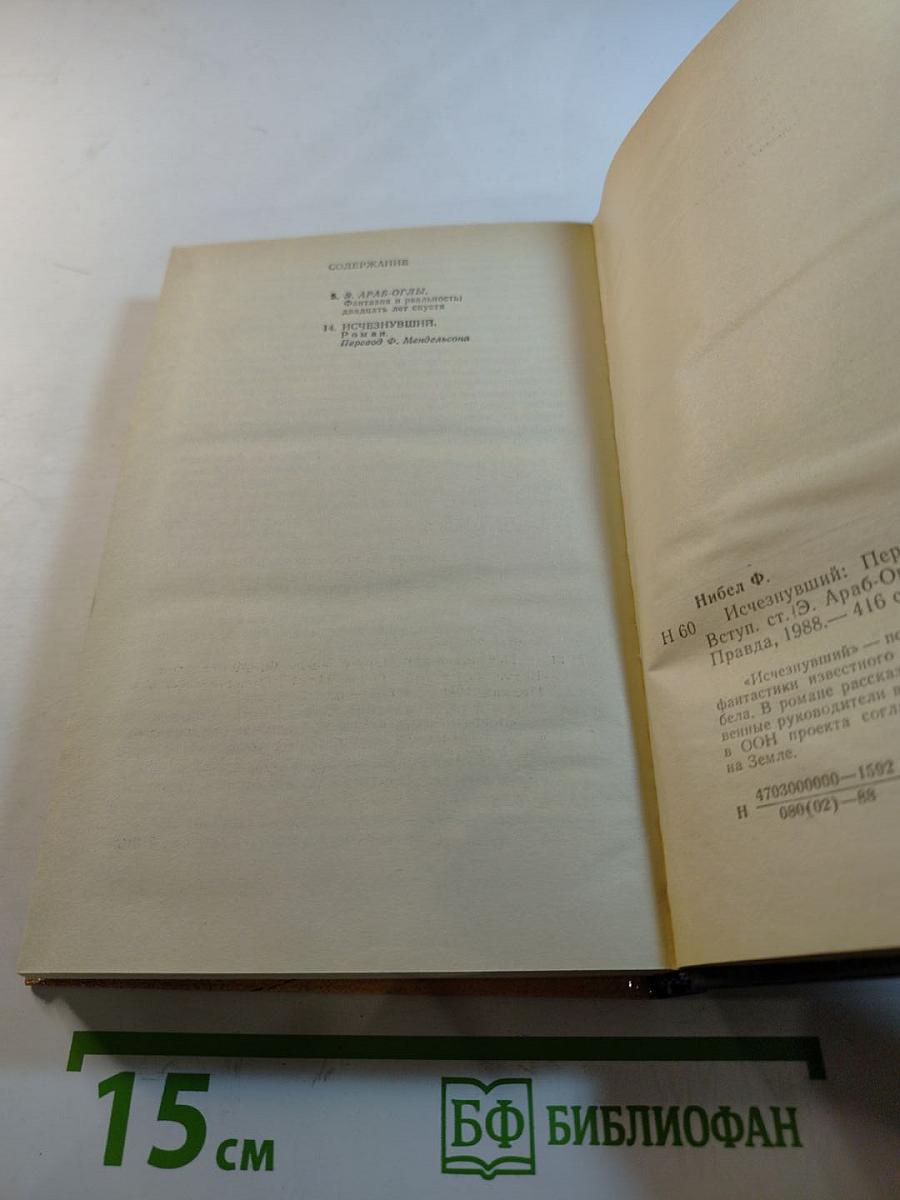 СОДЕРЖАНИЕ
5. Э. АРАБ-ОГЛЫ.
Фантазия и реальность:
двадцать лет спустя
14. ИСЧЕЗНУВШИЙ.
Роман.
Перевод Ф. Мендельсона
Нибел Ф.
Н 60 Исчезнувший: Пер
Вступ. ст. Э. Араб-Ог
Правда, 1988.— 416 с
«Исчезнувший» — по
фантастики известного
бела. В романе рассказ
венные руководители в
в ООН проекта согл
на Земле.
Н 4703000000—1592
080(02)—88
15 см
БФ БИБЛИОФАН